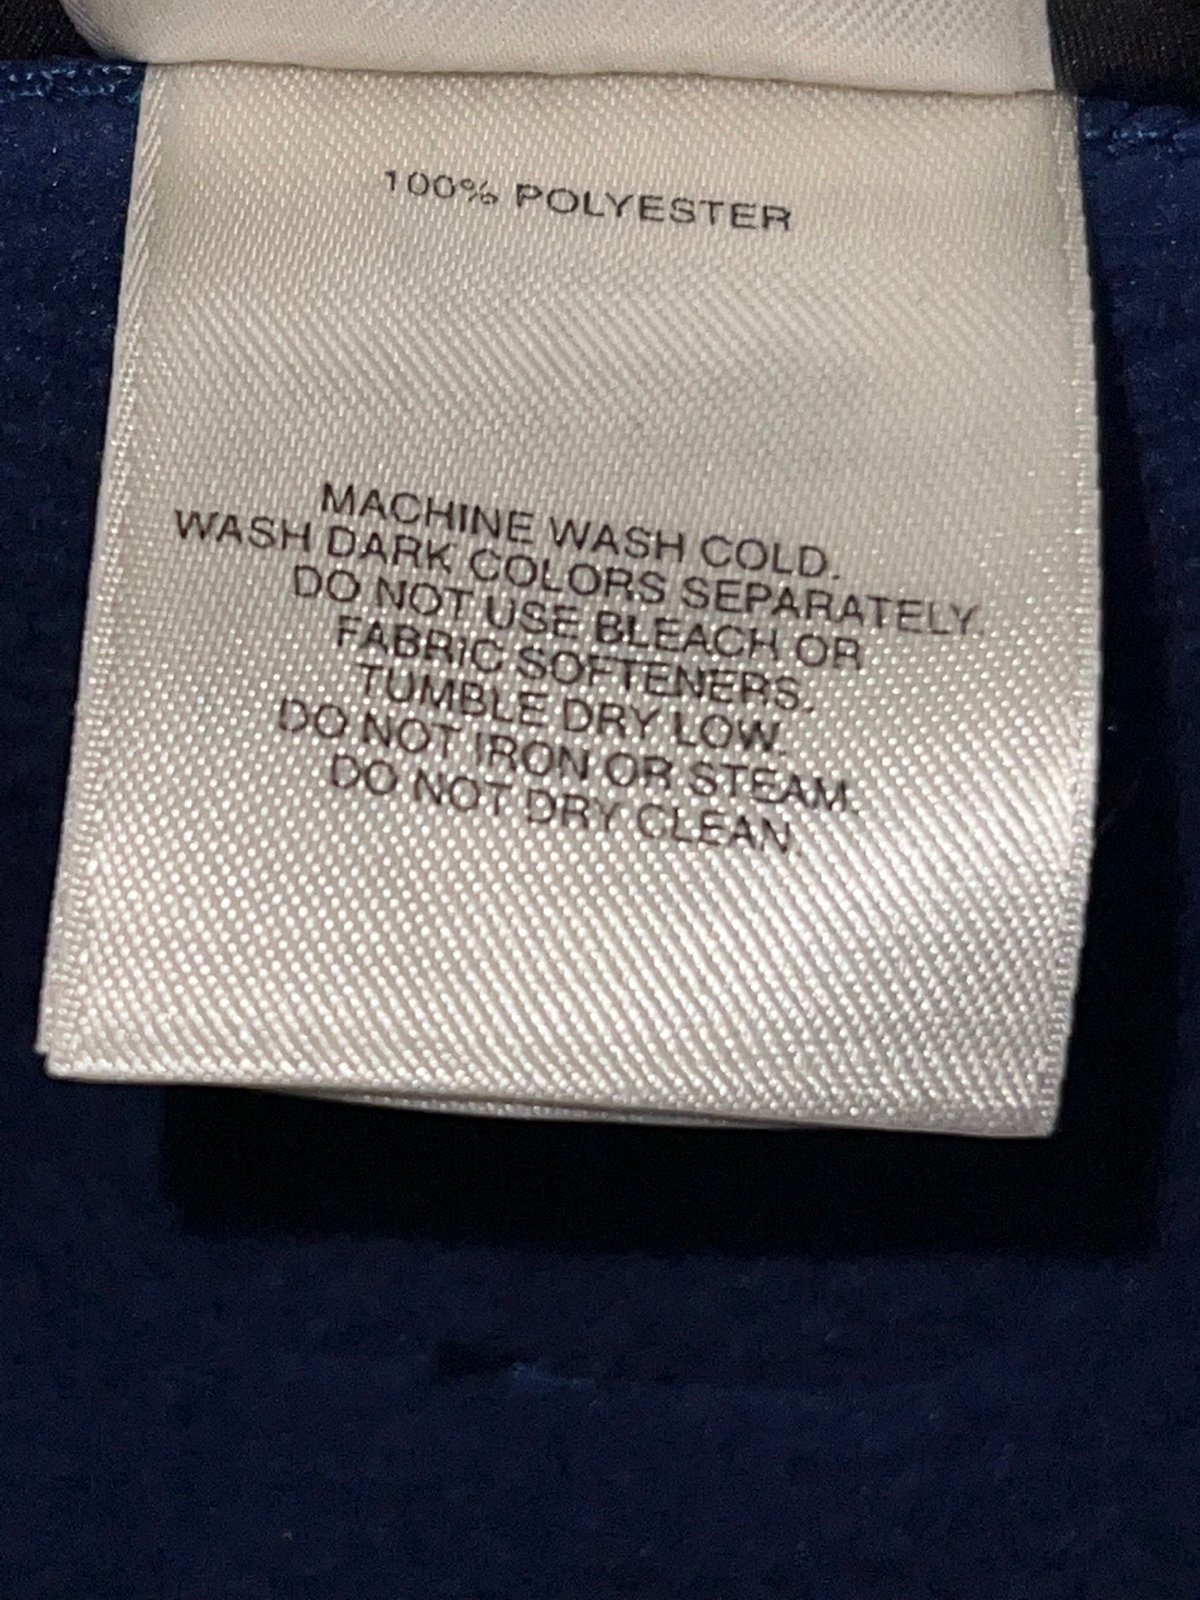 100% POLYESTER
MACHINE WASH COLD.
WASH DARK COLORS SEPARATELY.
DO NOT USE BLEACH OR
FABRIC SOFTENERS.
TUMBLE DRY LOW.
DO NOT IRON OR STEAM.
DO NOT DRY CLEAN.